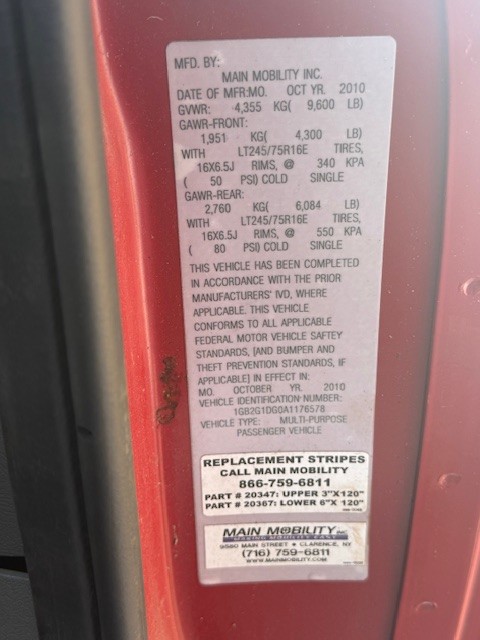 MFD. BY:
MAIN MOBILITY INC.
DATE OF MFR:MO. OCT YR. 2010
GVWR: 4,355 KG( 9,600 LB)
GAWR-FRONT:
1,951 KG( 4,300 LB)
WITH LT245/75R16E TIRES,
16X6.5J RIMS, @ 340 KPA
( 50 PSI) COLD SINGLE
GAWR-REAR:
2,760 KG( 6,084 LB)
WITH LT245/75R16E TIRES,
16X6.5J RIMS, @ 550 KPA
( 80 PSI) COLD SINGLE
THIS VEHICLE HAS BEEN COMPLETED
IN ACCORDANCE WITH THE PRIOR
MANUFACTURERS' IVD, WHERE
APPLICABLE. THIS VEHICLE
CONFORMS TO ALL APPLICABLE
FEDERAL MOTOR VEHICLE SAFTEY
STANDARDS, [AND BUMPER AND
THEFT PREVENTION STANDARDS, IF
APPLICABLE] IN EFFECT IN:
MO. OCTOBER YR. 2010
VEHICLE IDENTIFICATION NUMBER:
1GB2G1DG0A1176578
VEHICLE TYPE: MULTI-PURPOSE
PASSENGER VEHICLE
REPLACEMENT STRIPES
CALL MAIN MOBILITY
866-759-6811
PART # 20347: UPPER 3"X120"
PART # 20367: LOWER 6"X 120"
MAIN MOBILITY INC
MAKING MOBILITY EASY
9580 MAIN STREET • CLARENCE, NY
(716) 759-6811
WWW.MAINMOBILITY.COM